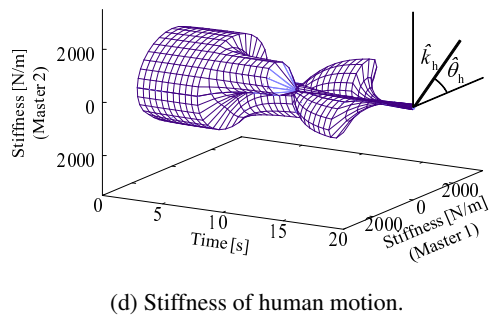 Stiffness [N/m]
(Master 2)
2000
0
2000
0
5
10
15
20
Time [s]
2000
0
2000
Stiffness [N/m]
(Master 1)
k̂h
θ̂h
(d) Stiffness of human motion.